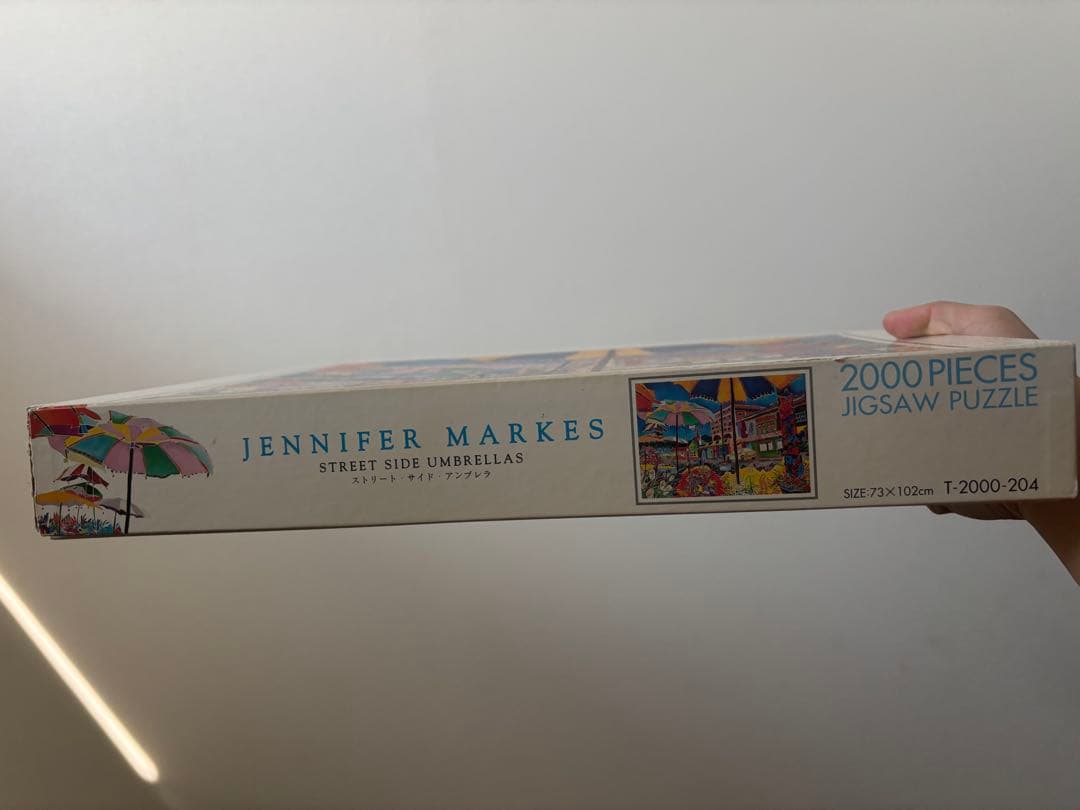 JENNIFER MARKES
STREET SIDE UMBRELLAS
ストリート・サイド・アンブレラ
2000 PIECES
JIGSAW PUZZLE
SIZE:73×102cm T-2000-204